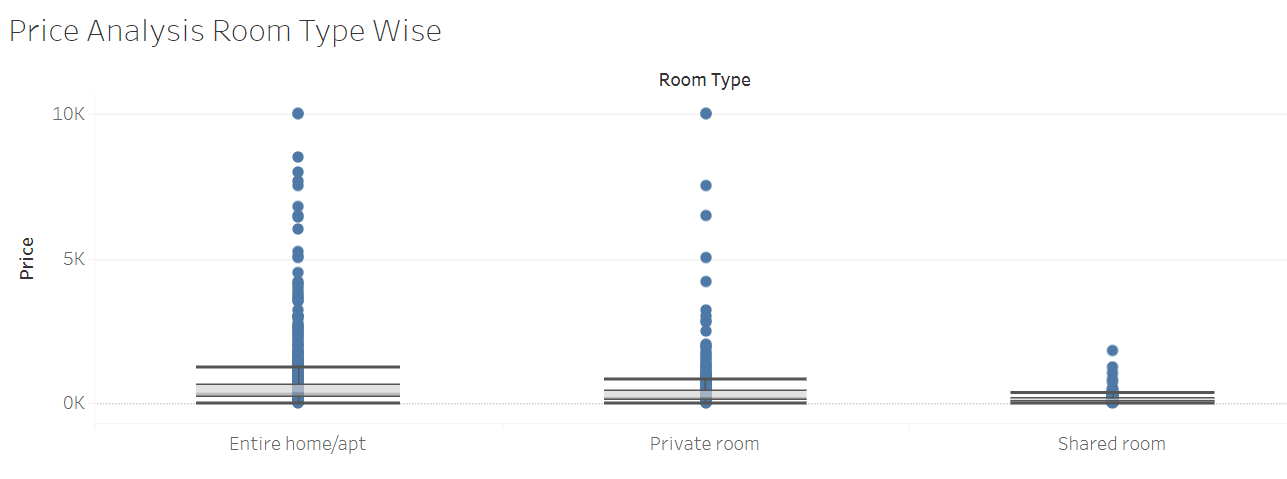 Price Analysis Room Type Wise
Room Type
10K
5K
0K
Price
Entire home/apt
Private room
Shared room